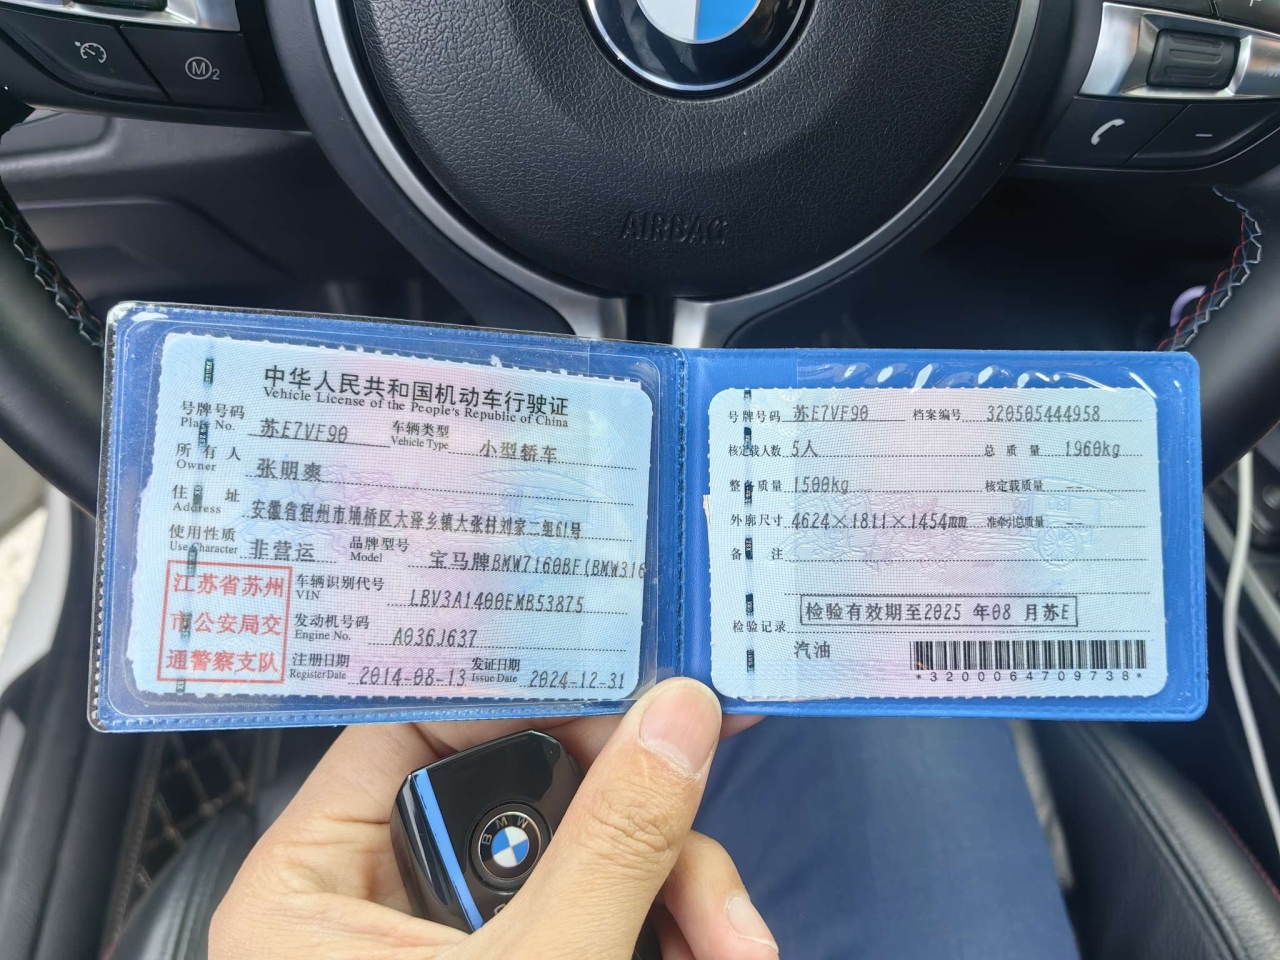 M2
AIRBAG
中华人民共和国机动车行驶证
Vehicle License of the People's Republic of China
号牌号码 苏E7VF90 车辆类型 小型轿车
Plate No. Vehicle Type
所有人 张明爽
Owner
住址 安徽省宿州市埇桥区大泽乡镇大张村刘家二组61号
Address
使用性质 非营运 品牌型号 宝马牌BMW7160BF(BMW316
Use Character Model
江苏省苏州
市公安局交
通警察支队
车辆识别代号 LBV3A1400EMB53875
VIN
发动机号码 A036J637
Engine No.
注册日期 2014-08-13 发证日期 2024-12-31
Register Date Issue Date
号牌号码 苏E7VF90 档案编号 320505444958
核定载人数 5人 总质量 1960kg
整备质量 1500kg 核定载质量 --
外廓尺寸 4624×1811×1454mm 准牵引总质量 --
备注
检验有效期至2025 年08 月苏E
检验记录
汽油
*3200064709738*
BMW